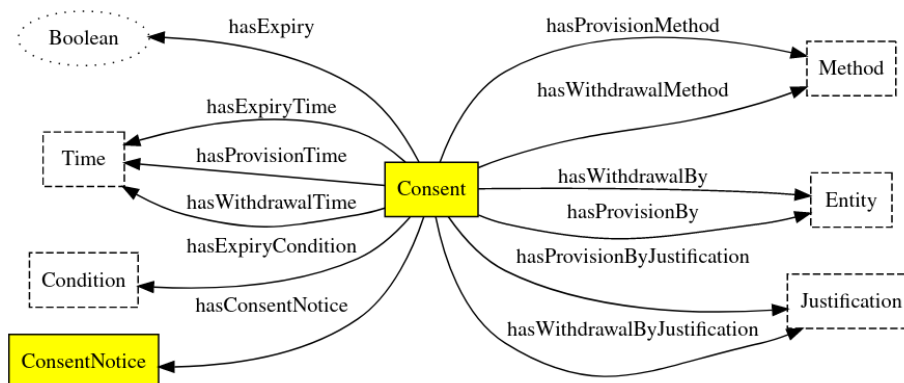 hasExpiry
Boolean
hasProvisionMethod
Method
hasWithdrawalMethod
hasExpiryTime
Time
hasProvisionTime
hasWithdrawalTime
Consent
hasWithdrawalBy
Entity
hasProvisionBy
hasExpiryCondition
Condition
hasProvisionByJustification
Justification
hasConsentNotice
hasWithdrawalByJustification
ConsentNotice